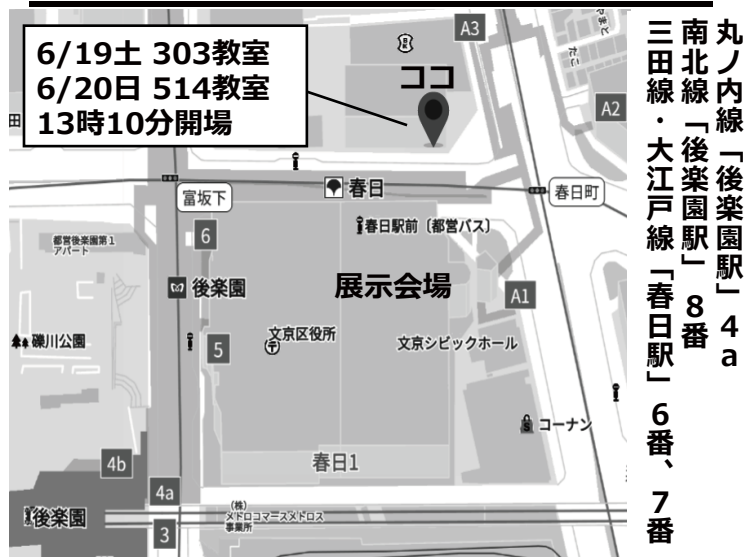 6/19土 303教室
6/20日 514教室
13時10分開場
丸ノ内線「後楽園駅」4a
南北線「後楽園駅」 8番
三田線・大江戸線「春日駅」6番、7番
A3
ココ
やまと
たこ
A2
田
富坂下
春日
春日町
春日駅前〔都営バス〕
6
都営後楽園第1
アパート
後楽園
展示会場
A1
礫川公園
5
文京区役所
文京シビックホール
コーナン
4b
春日1
4a
後楽園
3
(株)
メトロコマースメトロス
事業所